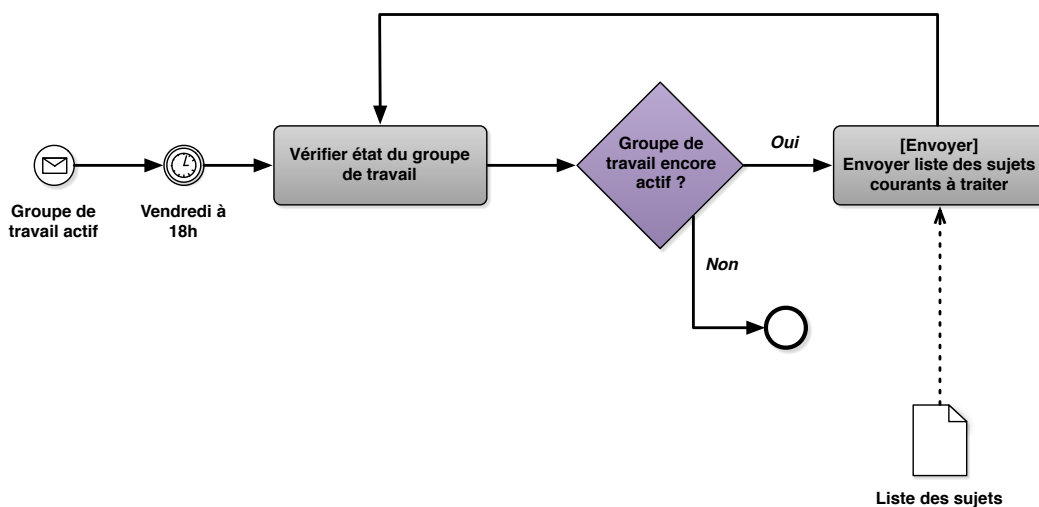 Groupe de
travail actif
Vendredi à
18h
Vérifier état du groupe
de travail
Groupe de
travail encore
actif ?
Oui
Non
[Envoyer]
Envoyer liste des sujets
courants à traiter
Liste des sujets